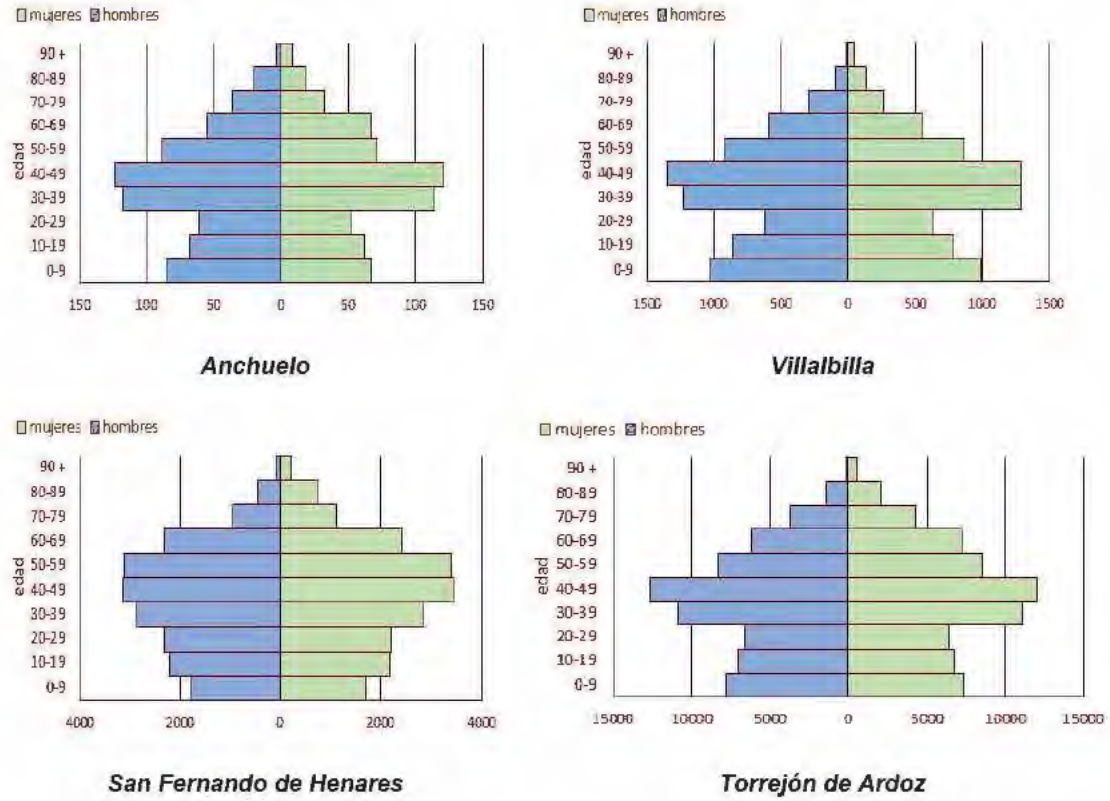 mujeres hombres
90 +
80-89
70-79
60-69
50-59
40-49
30-39
20-29
10-19
0-9
edad
150 100 50 0 50 100 150
Anchuelo
mujeres hombres
90 +
80-89
70-79
60-69
50-59
40-49
30-39
20-29
10-19
0-9
edad
1500 1000 500 0 500 1000 1500
Villalbilla
mujeres hombres
90 +
80-89
70-79
60-69
50-59
40-49
30-39
20-29
10-19
0-9
edad
4000 2000 0 2000 4000
San Fernando de Henares
mujeres hombres
90 +
80-89
70-79
60-69
50-59
40-49
30-39
20-29
10-19
0-9
edad
15000 10000 5000 0 5000 10000 15000
Torrejón de Ardoz